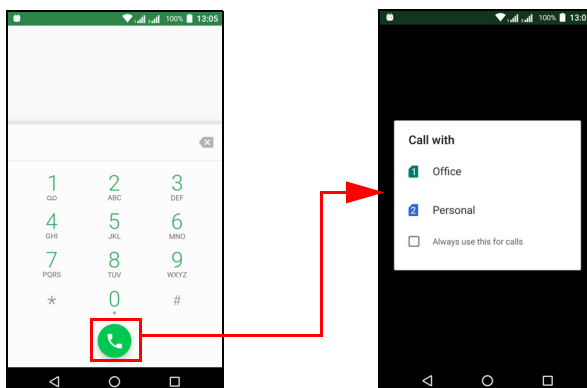 100% 13:05
1 2 3
ABC DEF
4 5 6
GHI JKL MNO
7 8 9
PQRS TUV WXYZ
* 0 #
+
100% 13:0
Call with
1 Office
2 Personal
Always use this for calls